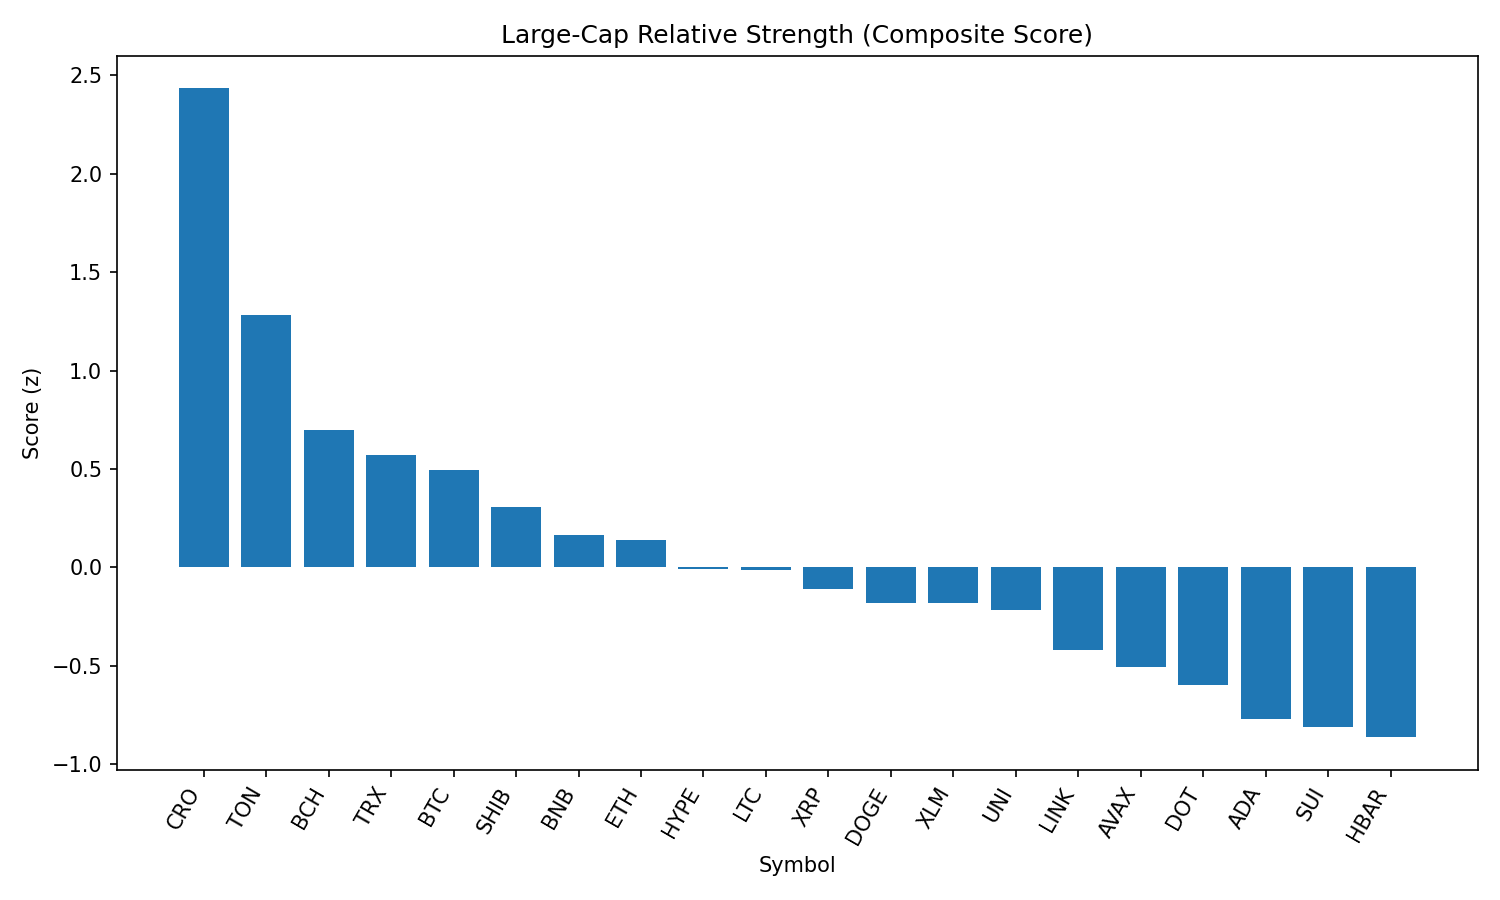 Large-Cap Relative Strength (Composite Score)
2.5
2.0
1.5
1.0
0.5
0.0
−0.5
−1.0
Score (z)
CRO
TON
BCH
TRX
BTC
SHIB
BNB
ETH
HYPE
LTC
XRP
DOGE
XLM
UNI
LINK
AVAX
DOT
ADA
SUI
HBAR
Symbol